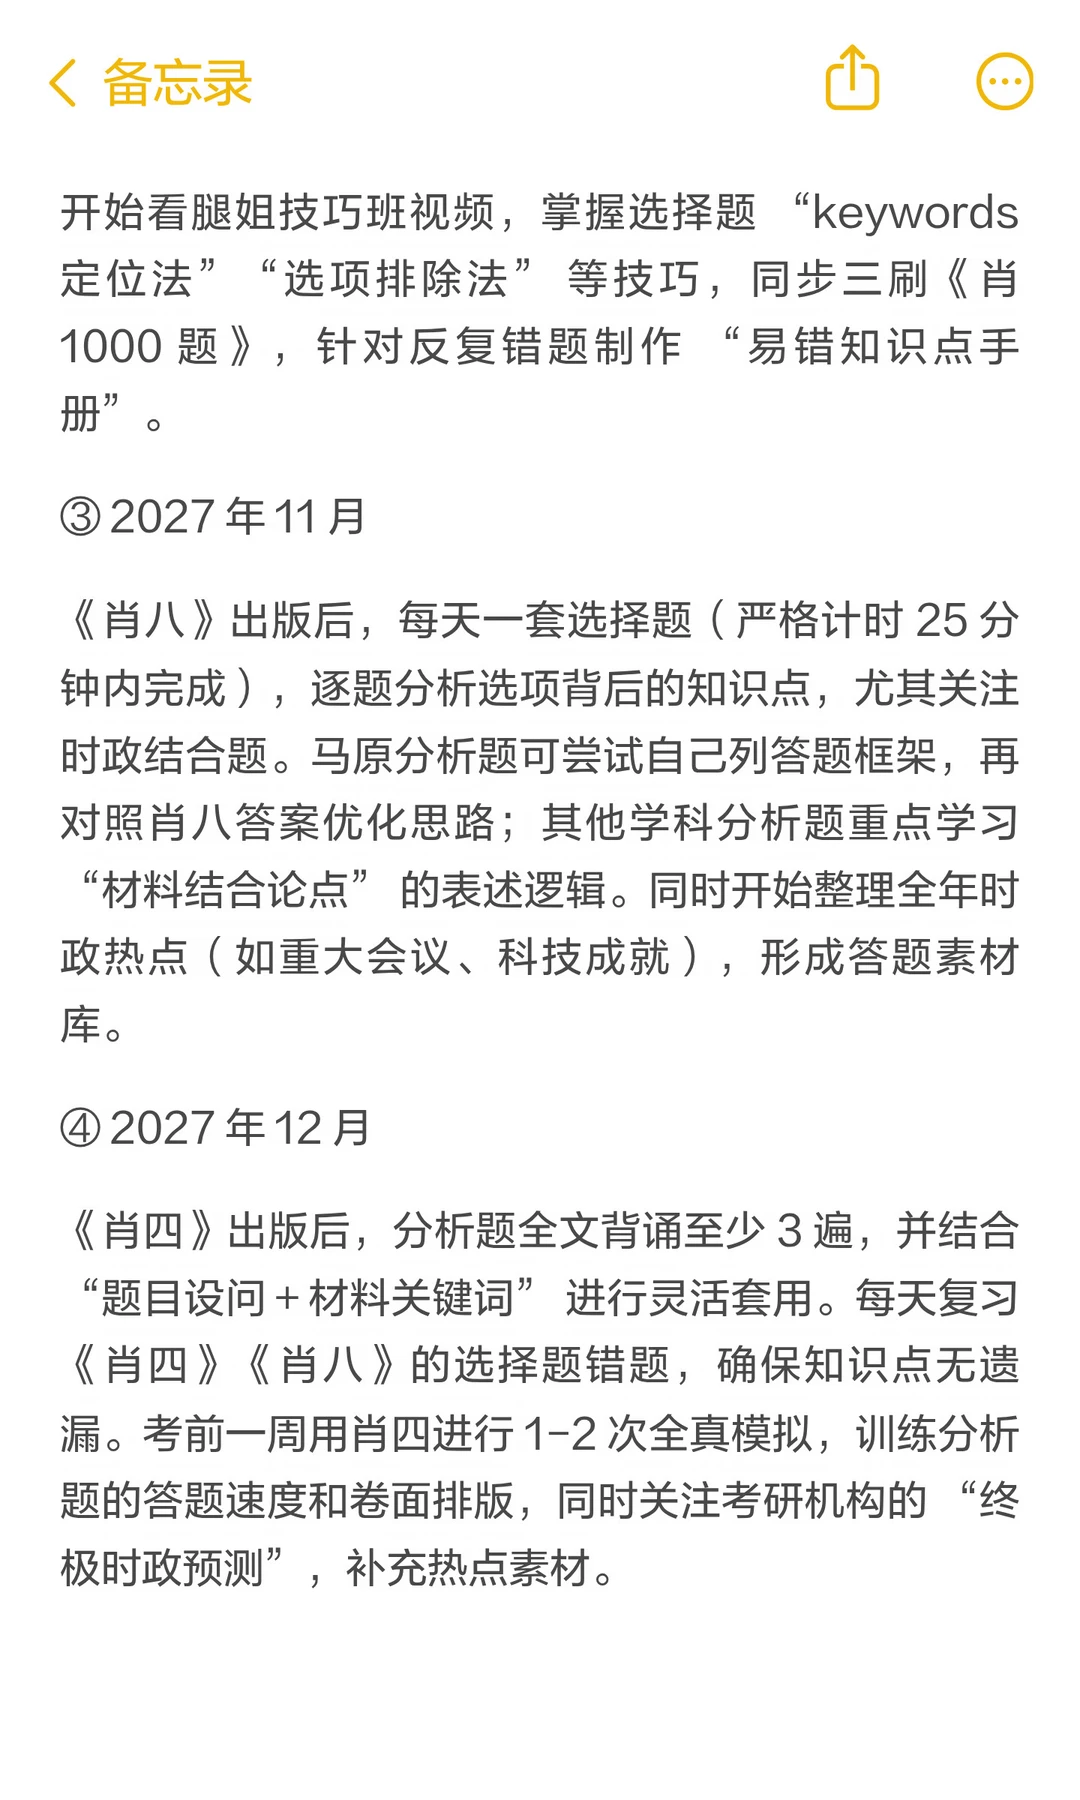 备忘录
开始看腿姐技巧班视频，掌握选择题 “keywords
定位法” “选项排除法” 等技巧，同步三刷《肖
1000 题》，针对反复错题制作 “易错知识点手
册” 。
③ 2027 年 11 月
《肖八》出版后，每天一套选择题（严格计时 25 分
钟内完成），逐题分析选项背后的知识点，尤其关注
时政结合题。马原分析题可尝试自己列答题框架，再
对照肖八答案优化思路；其他学科分析题重点学习
“材料结合论点” 的表述逻辑。同时开始整理全年时
政热点（如重大会议、科技成就），形成答题素材
库。
④ 2027 年 12 月
《肖四》出版后，分析题全文背诵至少 3 遍，并结合
“题目设问 + 材料关键词” 进行灵活套用。每天复习
《肖四》《肖八》的选择题错题，确保知识点无遗
漏。考前一周用肖四进行 1-2 次全真模拟，训练分析
题的答题速度和卷面排版，同时关注考研机构的 “终
极时政预测” ，补充热点素材。